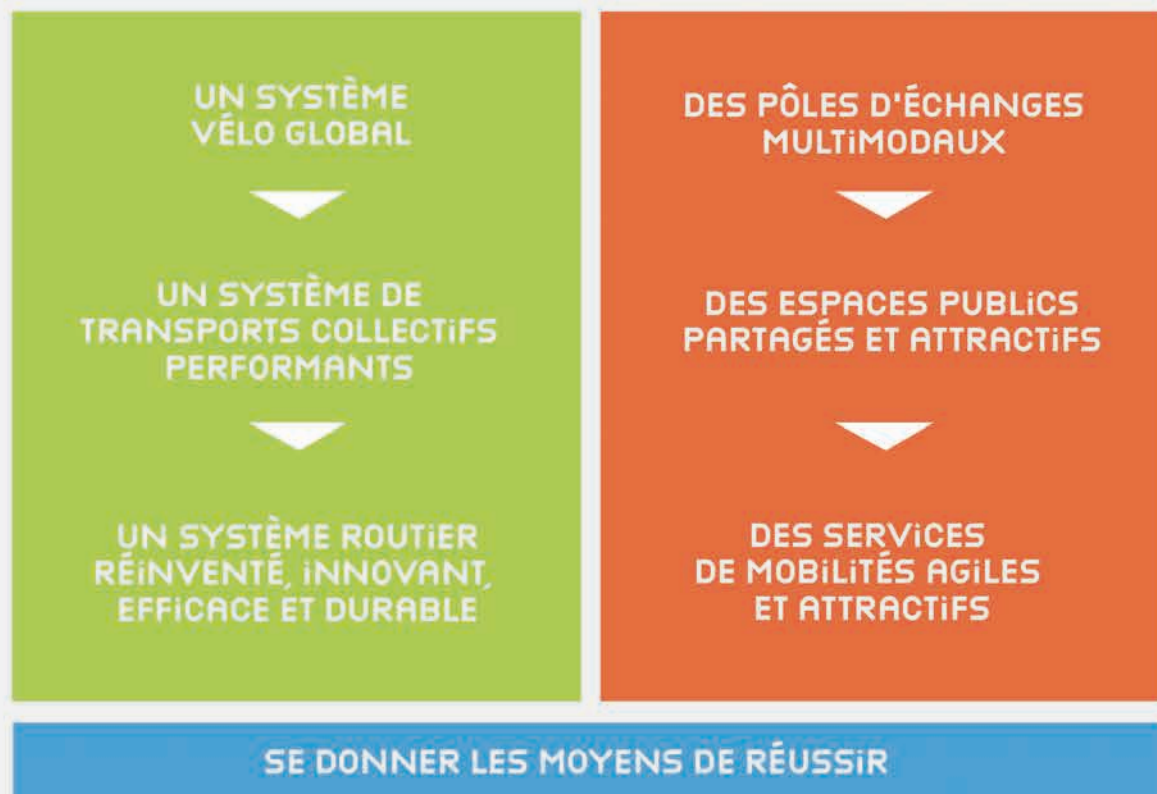 UN SYSTÈME
VÉLO GLOBAL
UN SYSTÈME DE
TRANSPORTS COLLECTiFS
PERFORMANTS
UN SYSTÈME ROUTiER
RÉiNVENTÉ, iNNOVANT,
EFFiCACE ET DURABLE
DES PÔLES D'ÉCHANGES
MULTiMODAUX
DES ESPACES PUBLiCS
PARTAGÉS ET ATTRACTiFS
DES SERViCES
DE MOBiLiTÉS AGiLES
ET ATTRACTiFS
SE DONNER LES MOYENS DE RÉUSSiR